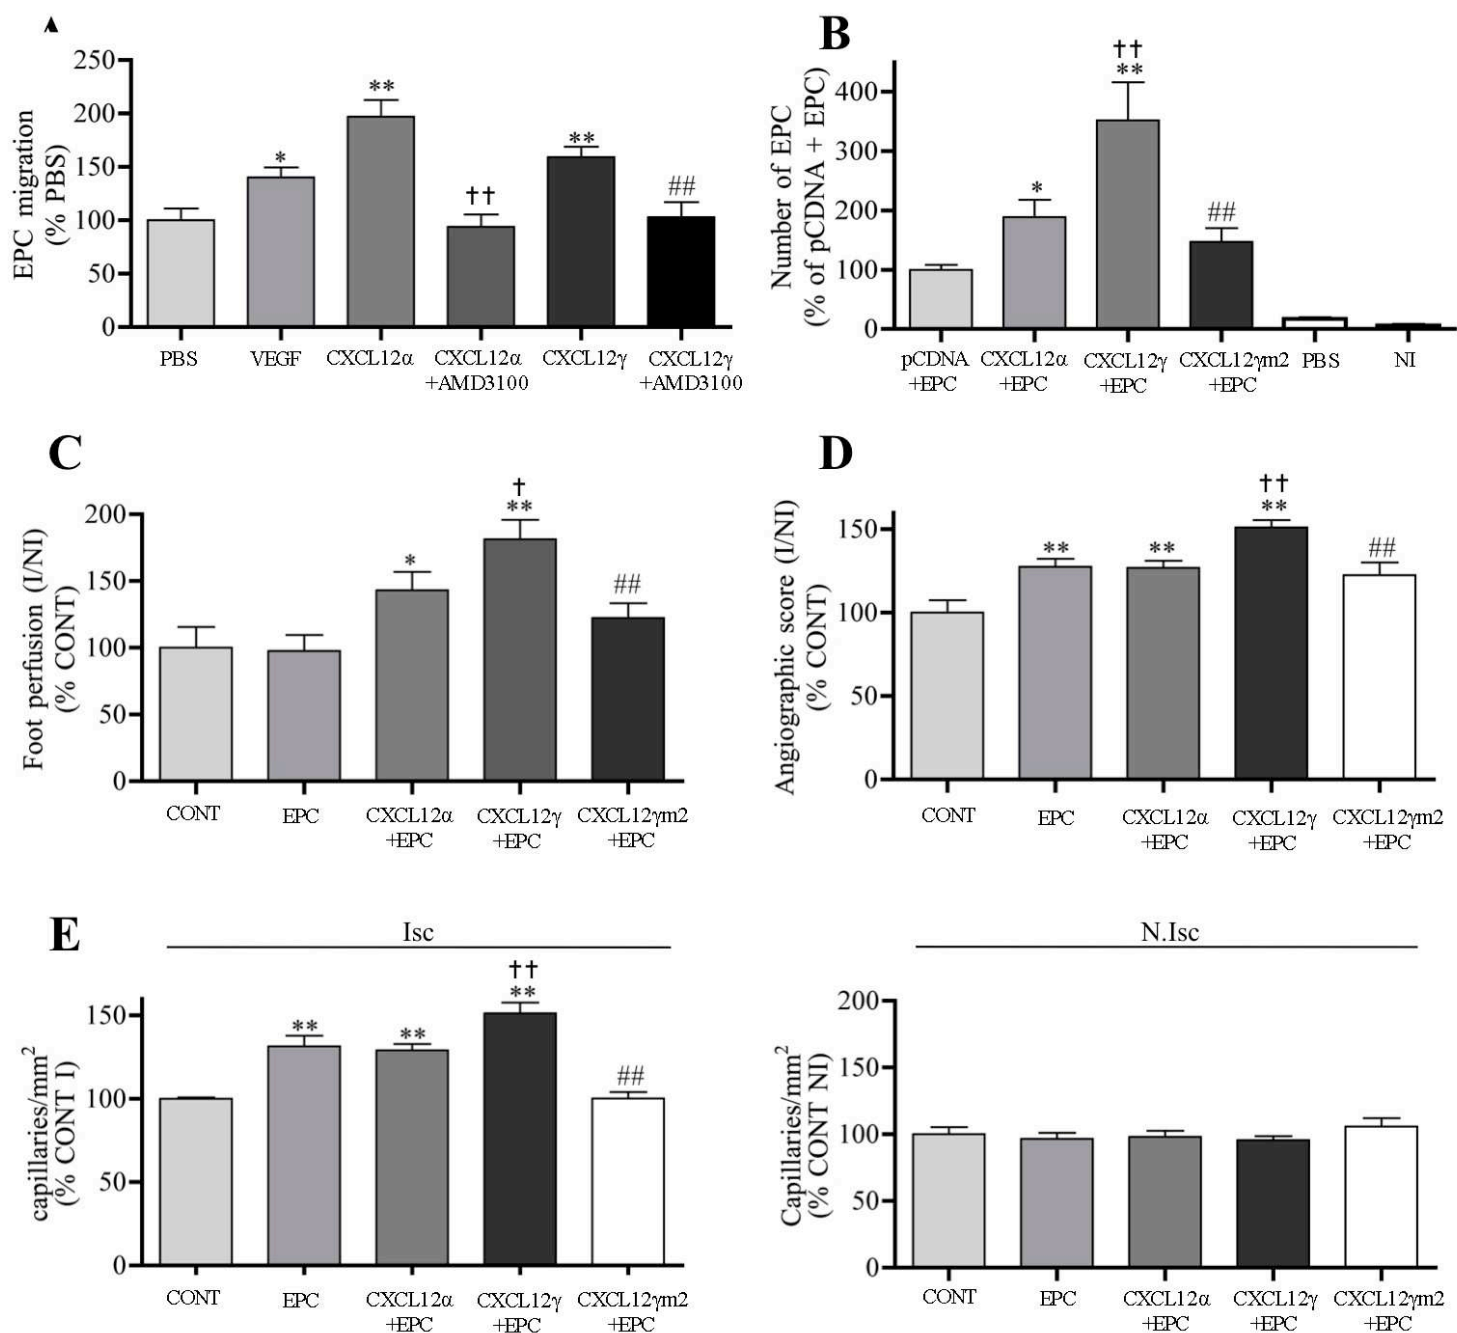 A
250
200
150
100
50
0
EPC migration
(% PBS)
*
**
††
**
##
PBS
VEGF
CXCL12α
CXCL12α
+AMD3100
CXCL12γ
CXCL12γ
+AMD3100
B
400
300
200
100
0
Number of EPC
(% of pCDNA + EPC)
*
††
**
##
pCDNA
+EPC
CXCL12α
+EPC
CXCL12γ
+EPC
CXCL12γm2
+EPC
PBS
NI
C
200
150
100
50
0
Foot perfusion (I/NI)
(% CONT)
*
†
**
##
CONT
EPC
CXCL12α
+EPC
CXCL12γ
+EPC
CXCL12γm2
+EPC
D
150
100
50
0
Angiographic score (I/NI)
(% CONT)
**
**
††
**
##
CONT
EPC
CXCL12α
+EPC
CXCL12γ
+EPC
CXCL12γm2
+EPC
E
Isc
150
100
50
0
capillaries/mm²
(% CONT I)
**
**
††
**
##
CONT
EPC
CXCL12α
+EPC
CXCL12γ
+EPC
CXCL12γm2
+EPC
N.Isc
200
150
100
50
0
Capillaries/mm²
(% CONT NI)
CONT
EPC
CXCL12α
+EPC
CXCL12γ
+EPC
CXCL12γm2
+EPC